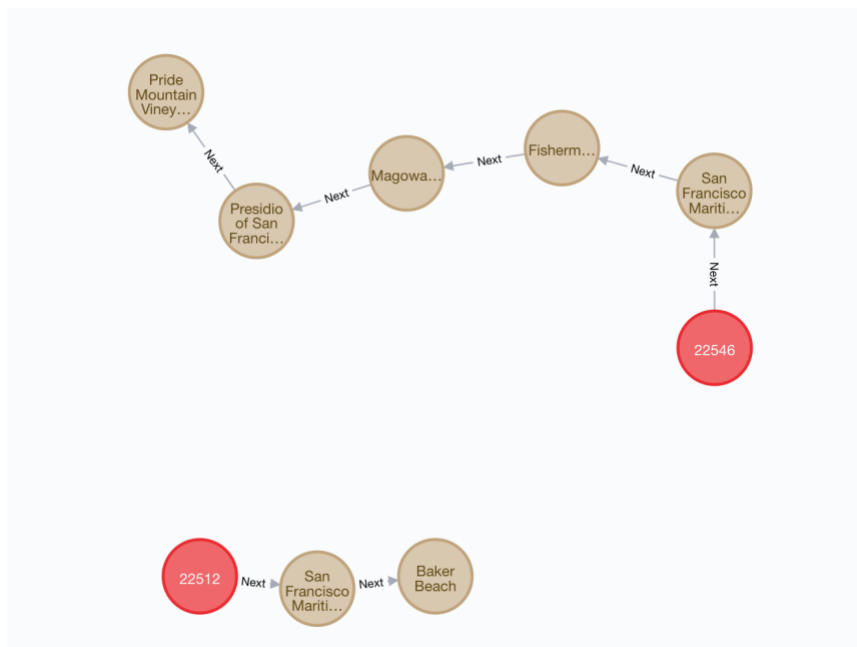 Pride
Mountain
Viney…
Next
Presidio
of San
Franci…
Next
Magowa…
Next
Fisherm…
Next
San
Francisco
Mariti…
Next
22546
22512
Next
San
Francisco
Mariti…
Next
Baker
Beach